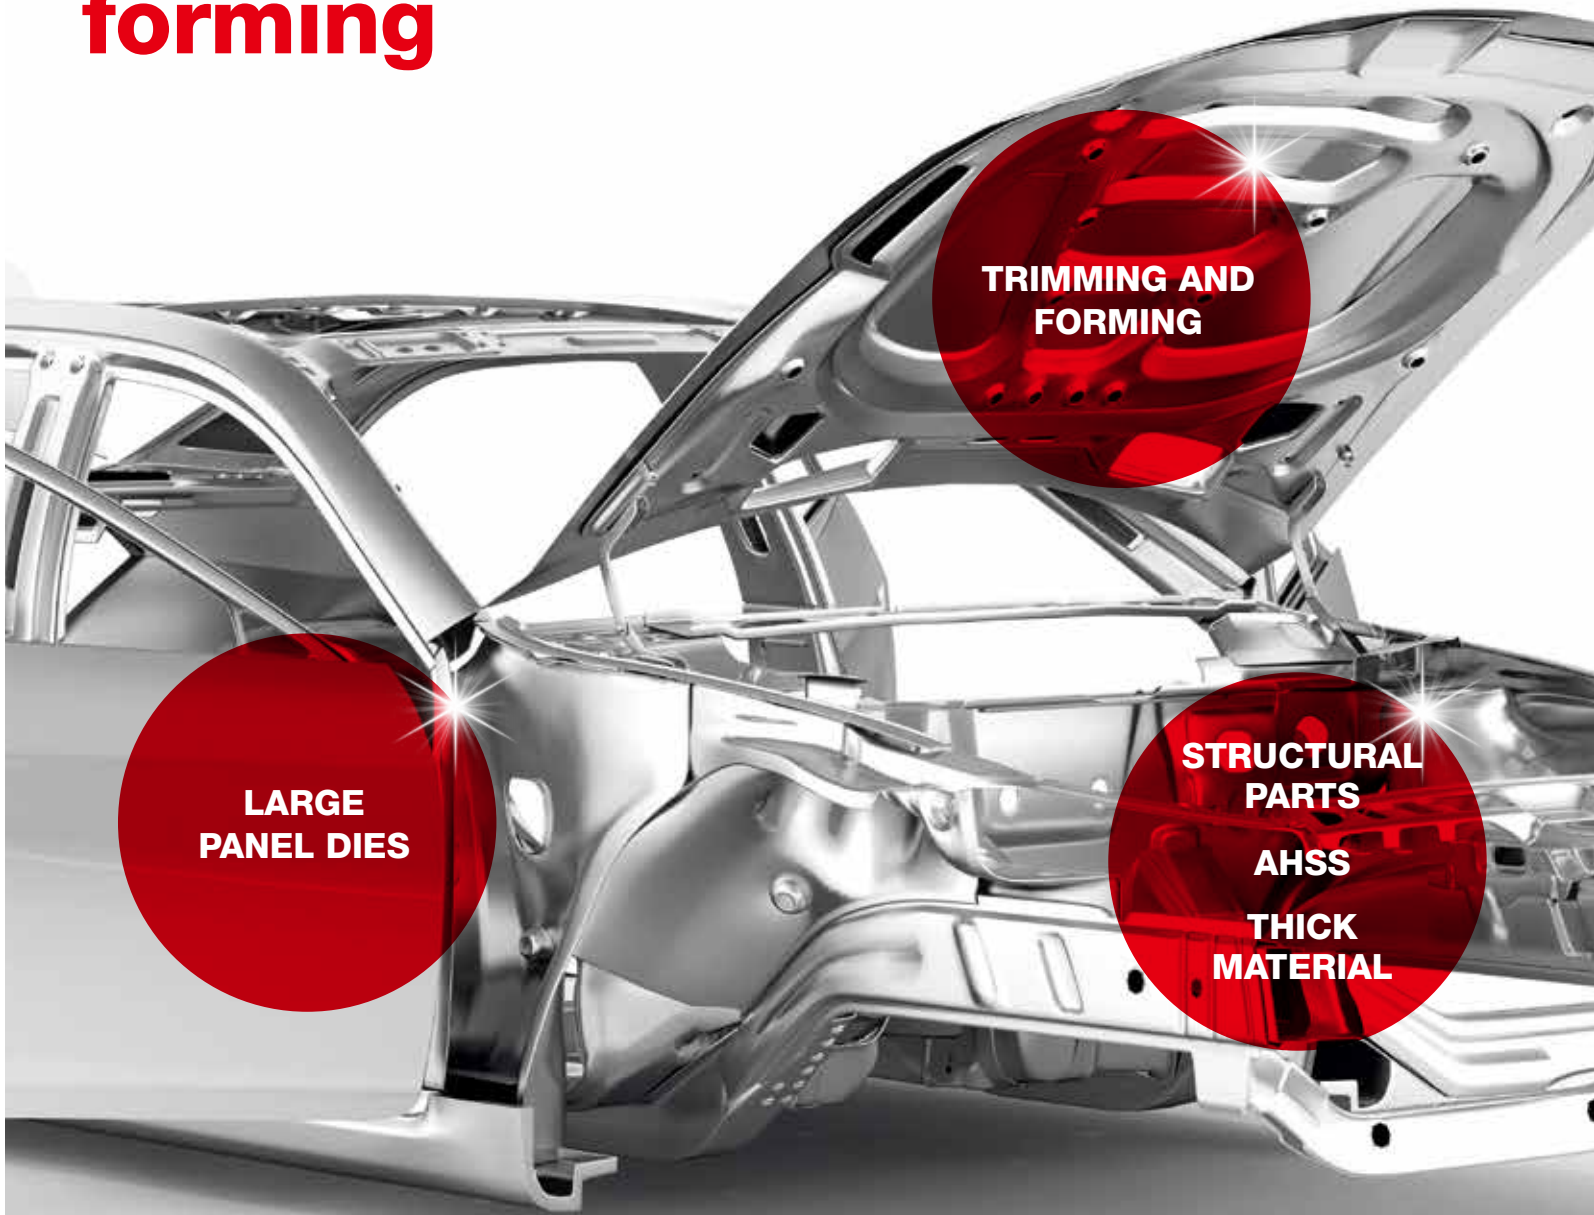 forming
TRIMMING AND
FORMING
LARGE
PANEL DIES
STRUCTURAL
PARTS
AHSS
THICK
MATERIAL